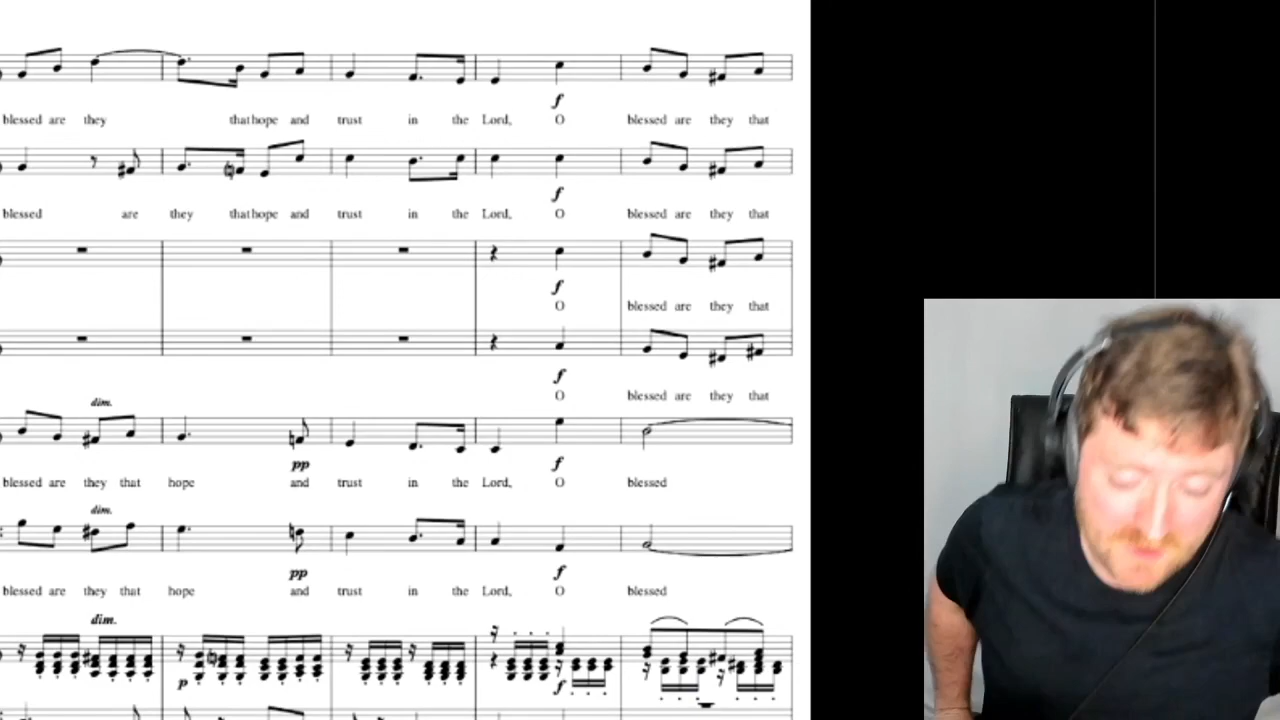 f
blessed are they that hope and trust in the Lord, O blessed are they that
f
blessed are they that hope and trust in the Lord, O blessed are they that
f
O blessed are they that
f
O blessed are they that
dim.
pp f
blessed are they that hope and trust in the Lord, O blessed
dim.
pp f
blessed are they that hope and trust in the Lord, O blessed
dim.
p f